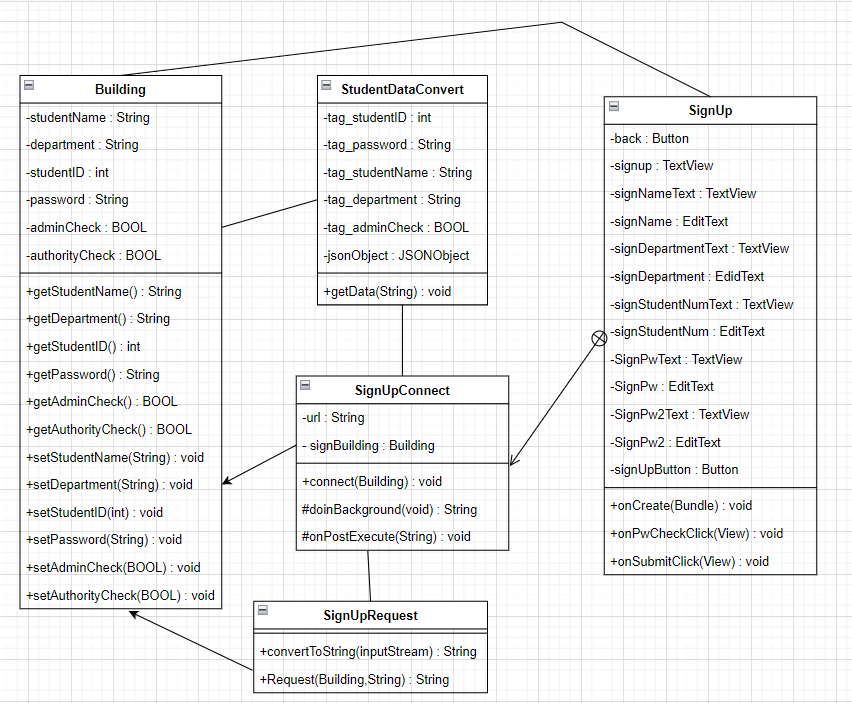 Building
-studentName : String
-department : String
-studentID : int
-password : String
-adminCheck : BOOL
-authorityCheck : BOOL
+getStudentName() : String
+getDepartment() : String
+getStudentID() : int
+getPassword() : String
+getAdminCheck() : BOOL
+getAuthorityCheck() : BOOL
+setStudentName(String) : void
+setDepartment(String) : void
+setStudentID(int) : void
+setPassword(String) : void
+setAdminCheck(BOOL) : void
+setAuthorityCheck(BOOL) : void
StudentDataConvert
-tag_studentID : int
-tag_password : String
-tag_studentName : String
-tag_department : String
-tag_adminCheck : BOOL
-jsonObject : JSONObject
+getData(String) : void
SignUp
-back : Button
-signup : TextView
-signNameText : TextView
-signName : EditText
-signDepartmentText : TextView
-signDepartment : EdidText
-signStudentNumText : TextView
-signStudentNum : EditText
-SignPwText : TextView
-SignPw : EditText
-SignPw2Text : TextView
-SignPw2 : EditText
-signUpButton : Button
+onCreate(Bundle) : void
+onPwCheckClick(View) : void
+onSubmitClick(View) : void
SignUpConnect
-url : String
- signBuilding : Building
+connect(Building) : void
#doinBackground(void) : String
#onPostExecute(String) : void
SignUpRequest
+convertToString(inputStream) : String
+Request(Building,String) : String